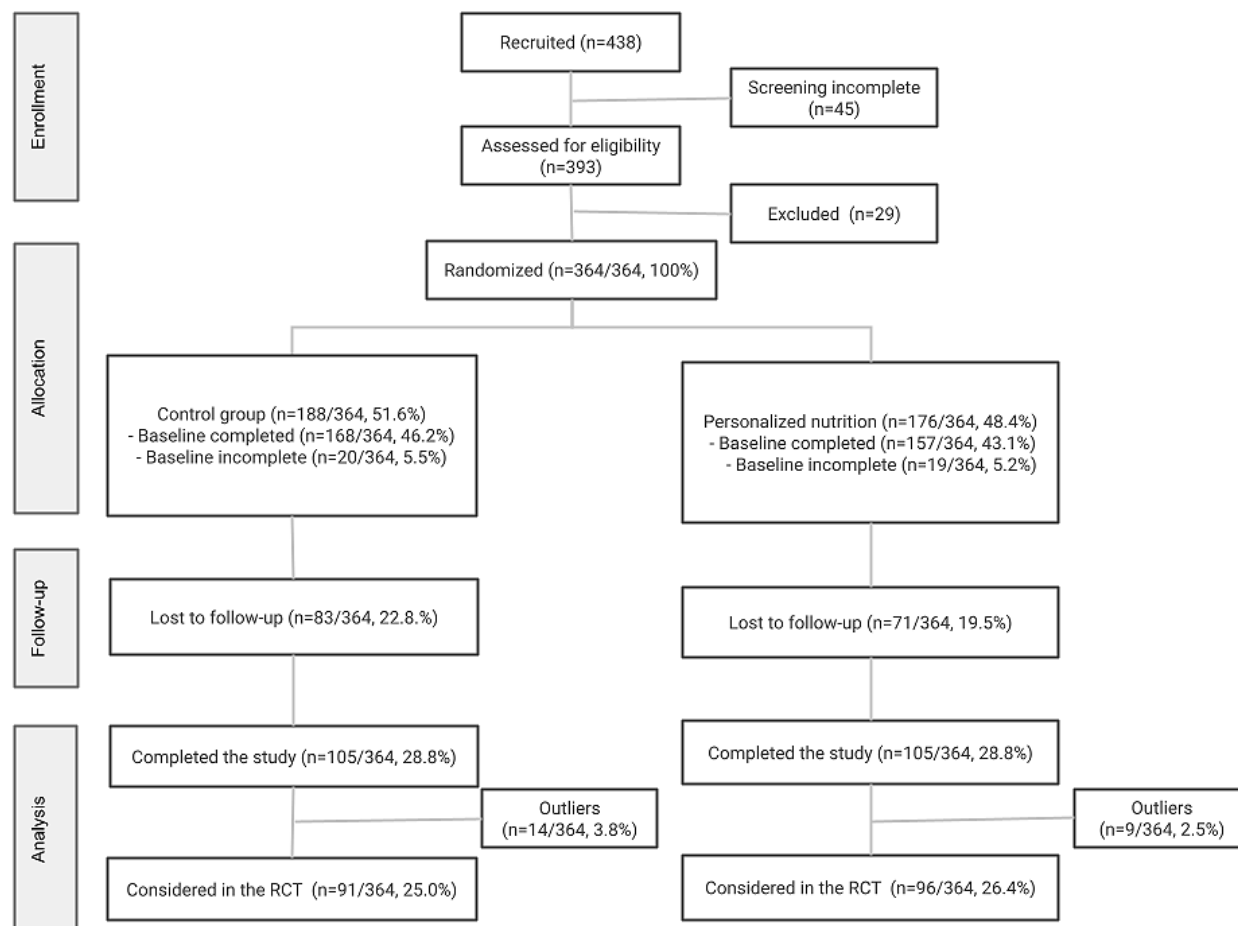 Enrollment
Recruited (n=438)
Screening incomplete
(n=45)
Assessed for eligibility
(n=393)
Excluded (n=29)
Allocation
Randomized (n=364/364, 100%)
Control group (n=188/364, 51.6%)
- Baseline completed (n=168/364, 46.2%)
- Baseline incomplete (n=20/364, 5.5%)
Personalized nutrition (n=176/364, 48.4%)
- Baseline completed (n=157/364, 43.1%)
- Baseline incomplete (n=19/364, 5.2%)
Follow-up
Lost to follow-up (n=83/364, 22.8.%)
Lost to follow-up (n=71/364, 19.5%)
Analysis
Completed the study (n=105/364, 28.8%)
Completed the study (n=105/364, 28.8%)
Outliers
(n=14/364, 3.8%)
Outliers
(n=9/364, 2.5%)
Considered in the RCT (n=91/364, 25.0%)
Considered in the RCT (n=96/364, 26.4%)